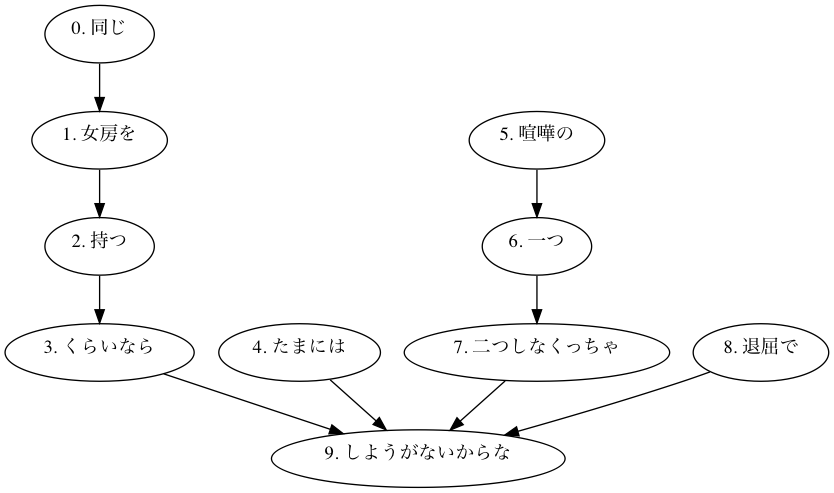 0. 同じ
1. 女房を
5. 喧嘩の
2. 持つ
6. 一つ
3. くらいなら
4. たまには
7. 二つしなくっちゃ
8. 退屈で
9. しようがないからな